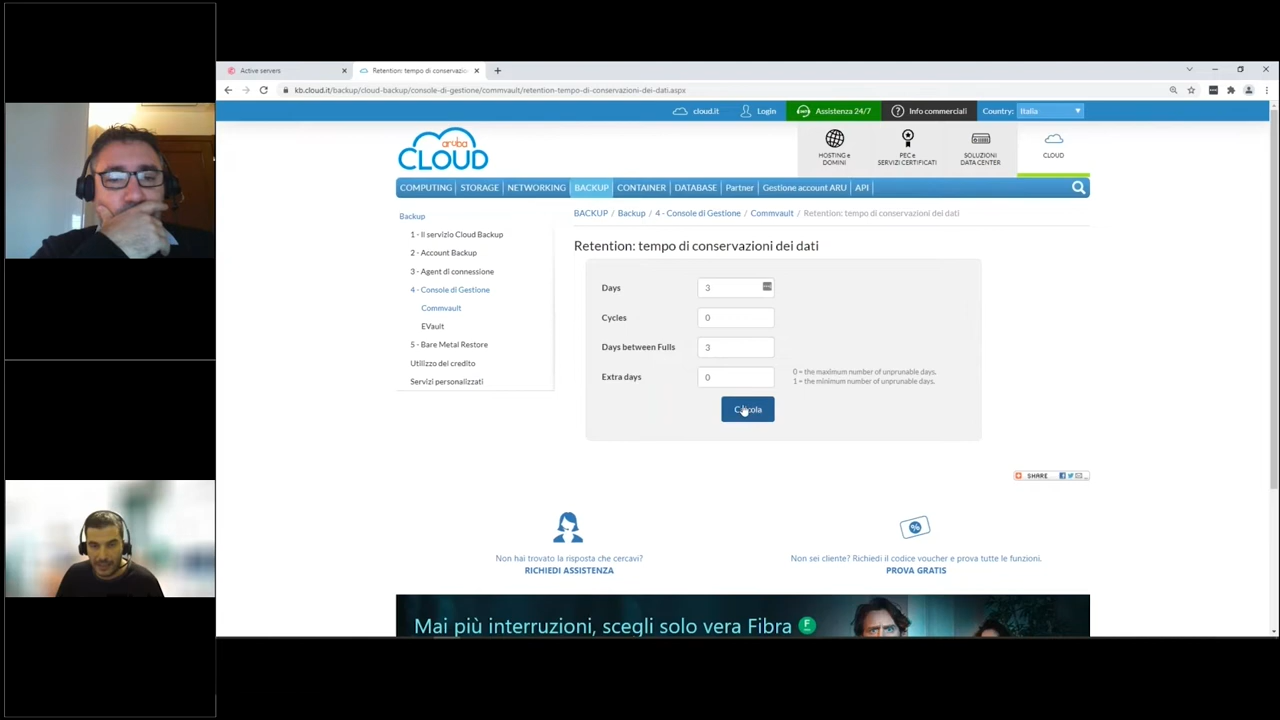 Active servers
Retention: tempo di conservazio
kb.cloud.it/backup/cloud-backup/console-di-gestione/commvault/retention-tempo-di-conservazioni-dei-dati.aspx
cloud.it
Login
Assistenza 24/7
Info commerciali
Country:
Italia
aruba
CLOUD
HOSTING e
DOMINI
PEC e
SERVIZI CERTIFICATI
SOLUZIONI
DATA CENTER
CLOUD
COMPUTING
STORAGE
NETWORKING
BACKUP
CONTAINER
DATABASE
Partner
Gestione account ARU
API
Backup
1 - Il servizio Cloud Backup
2 - Account Backup
3 - Agent di connessione
4 - Console di Gestione
Commvault
EVault
5 - Bare Metal Restore
Utilizzo del credito
Servizi personalizzati
BACKUP / Backup / 4 - Console di Gestione / Commvault / Retention: tempo di conservazioni dei dati
Retention: tempo di conservazioni dei dati
Days 3
Cycles 0
Days between Fulls 3
Extra days 0
0 = the maximum number of unprunable days.
1 = the minimum number of unprunable days.
Calcola
SHARE
Non hai trovato la risposta che cercavi?
RICHIEDI ASSISTENZA
Non sei cliente? Richiedi il codice voucher e prova tutte le funzioni.
PROVA GRATIS
Mai più interruzioni, scegli solo vera Fibra F